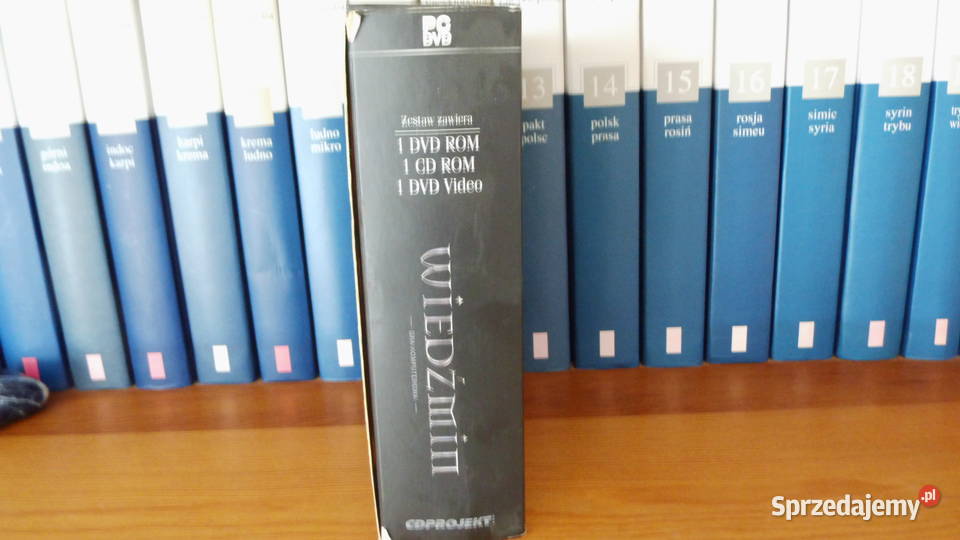 PC
DVD
Zestaw zawiera
1 DVD ROM
1 CD ROM
1 DVD Video
WIEDŹMIN
GRA KOMPUTEROWA
CDPROJEKT
indoc
karpi
karpi
krema
krema
ludno
ludno
mikro
13
pakt
polsc
14
polsk
prasa
15
prasa
rosiń
16
rosja
simeu
17
simic
syria
18
syrin
trybu
Sprzedajemy.pl